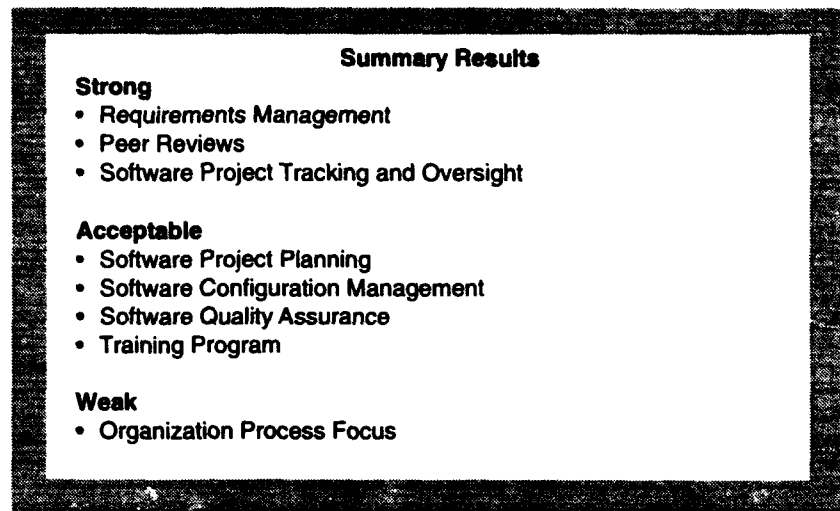 Summary Results
Strong
• Requirements Management
• Peer Reviews
• Software Project Tracking and Oversight
Acceptable
• Software Project Planning
• Software Configuration Management
• Software Quality Assurance
• Training Program
Weak
• Organization Process Focus